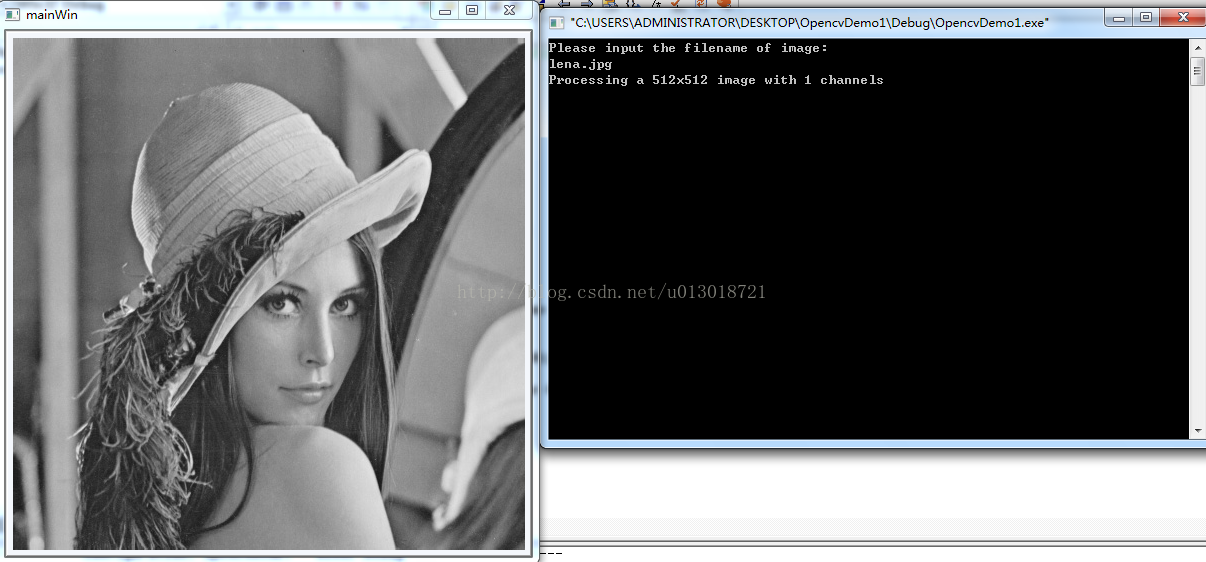 mainWin
"C:\USERS\ADMINISTRATOR\DESKTOP\OpencvDemo1\Debug\OpencvDemo1.exe"
Please input the filename of image:
lena.jpg
Processing a 512x512 image with 1 channels
http://blog.csdn.net/u013018721
---